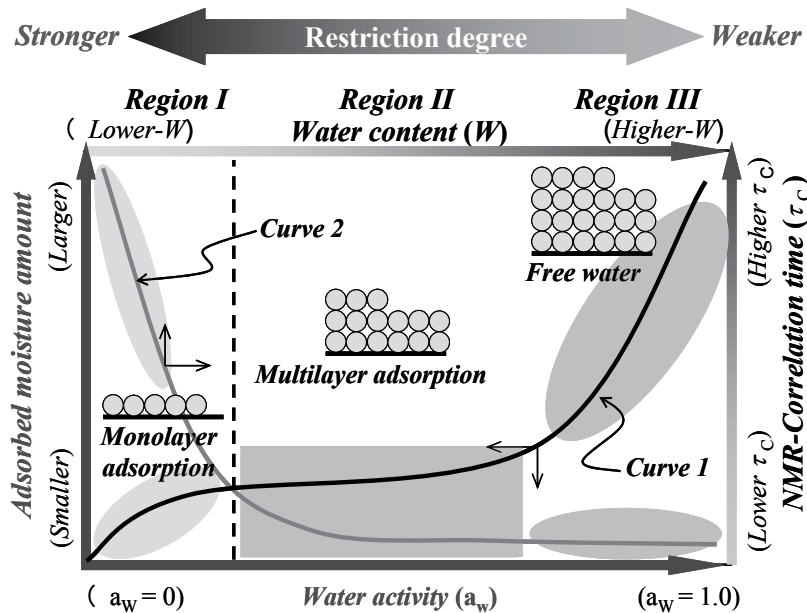 Stronger
Restriction degree
Weaker
Region I
Region II
Region III
( Lower-W)
Water content (W)
(Higher-W)
Adsorbed moisture amount
(Smaller)
(Larger)
Curve 2
Free water
Multilayer adsorption
Monolayer
adsorption
Curve 1
(Lower τC)
(Higher τC)
NMR-Correlation time (τC)
( aW = 0)
Water activity (aw)
(aW = 1.0)